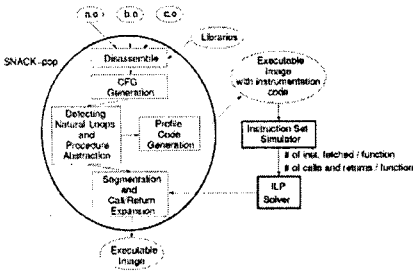 a.o b.o c.o
Libraries
SNACK-pop
Disassemble
CFG
Generation
Executable
Image
with instrumentation
code
Detecting
Natural Loops
and
Procedure
Abstraction
Profile
Code
Generation
Instruction Set
Simulator
# of inst. fetched / function
# of calls and returns / function
Segmentation
and
Call/Return
Expansion
ILP
Solver
Executable
Image